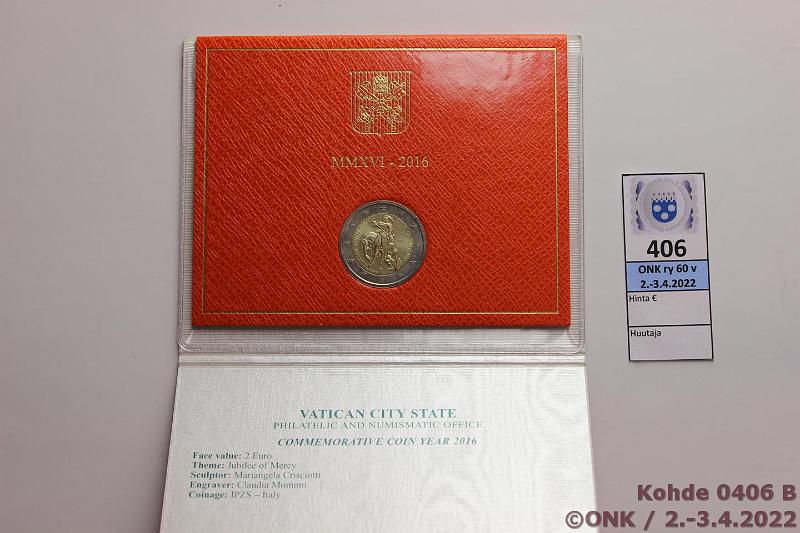 MMXVI - 2016
406
ONK ry 60 v
2.-3.4.2022
Hinta €
Huutaja
VATICAN CITY STATE
PHILATELIC AND NUMISMATIC OFFICE
COMMEMORATIVE COIN YEAR 2016
Face value: 2 Euro
Theme: Jubilee of Mercy
Sculptor: Mariangela Crisciotti
Engraver: Claudia Momoni
Coinage: IPZS – Italy
Kohde 0406 B
©ONK / 2.-3.4.2022